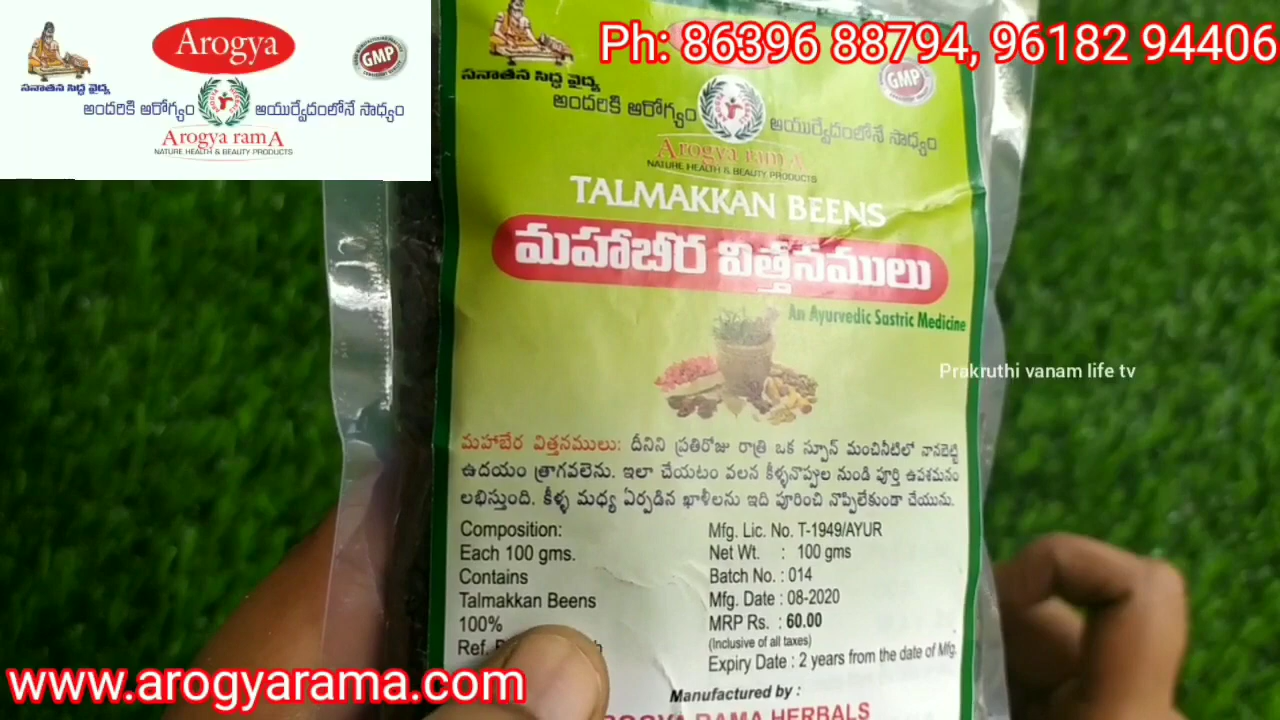 Ph: 86396 88794, 96182 94406
Arogya
GMP
సనాతన సిద్ధ వైద్య
అందరికి ఆరోగ్యం ఆయుర్వేదంలోనే సాధ్యం
Arogya ramA
NATURE HEALTH & BEAUTY PRODUCTS
సనాతన సిద్ధ వైద్య
GMP
అందరికి ఆరోగ్యం ఆయుర్వేదంలోనే సాధ్యం
Arogya ramA
NATURE HEALTH & BEAUTY PRODUCTS
TALMAKKAN BEENS
మహాబీర విత్తనములు
An Ayurvedic Sastric Medicine
Prakruthi vanam life tv
మహాబేర విత్తనములు: దీనిని ప్రతిరోజు రాత్రి ఒక స్పూన్ మంచినీటిలో నానబెట్టి
ఉదయం త్రాగవలెను. ఇలా చేయటం వలన కీళ్ళనొప్పుల నుండి పూర్తి ఉపశమనం
లభిస్తుంది. కీళ్ళ మధ్య ఏర్పడిన ఖాళీలను ఇది పూరించి నొప్పిలేకుండా చేయును.
Composition:
Each 100 gms.
Contains
Talmakkan Beens
100%
Ref.
Mfg. Lic. No. T-1949/AYUR
Net Wt. : 100 gms
Batch No. : 014
Mfg. Date : 08-2020
MRP Rs. : 60.00
(Inclusive of all taxes)
Expiry Date : 2 years from the date of Mfg.
Manufactured by :
RAMA HERBALS
www.arogyarama.com